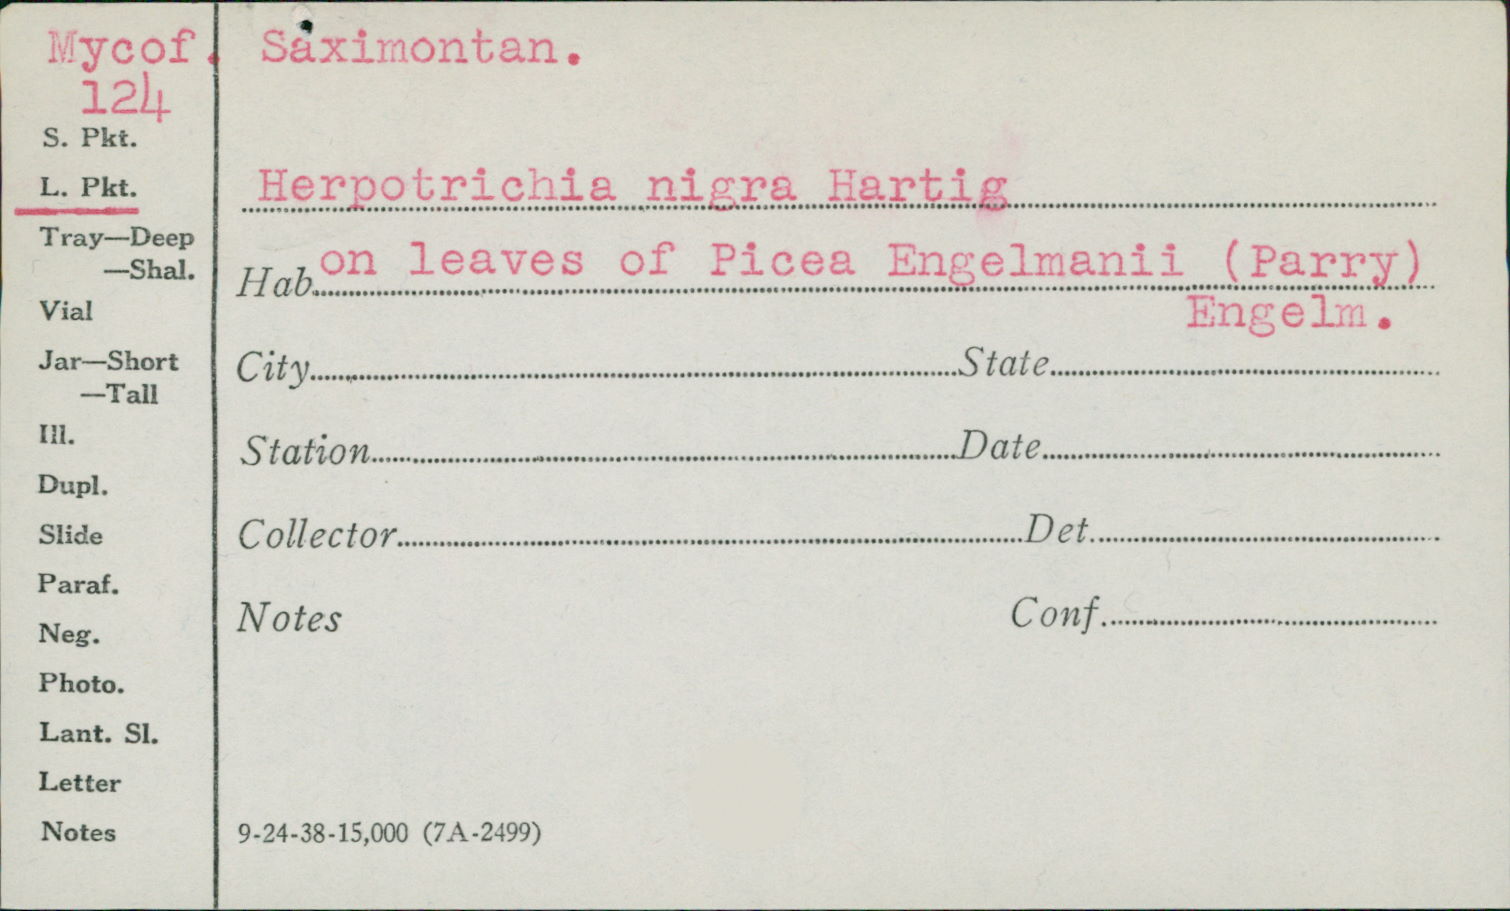 Mycof. Saximontan.
124
S. Pkt.
L. Pkt.
Herpotrichia nigra Hartig
Tray—Deep
—Shal.
Hab. on leaves of Picea Engelmanii (Parry)
Engelm.
Vial
Jar—Short
—Tall
City State
Ill.
Station Date
Dupl.
Slide
Collector Det.
Paraf.
Neg.
Notes Conf.
Photo.
Lant. Sl.
Letter
Notes
9-24-38-15,000 (7A-2499)